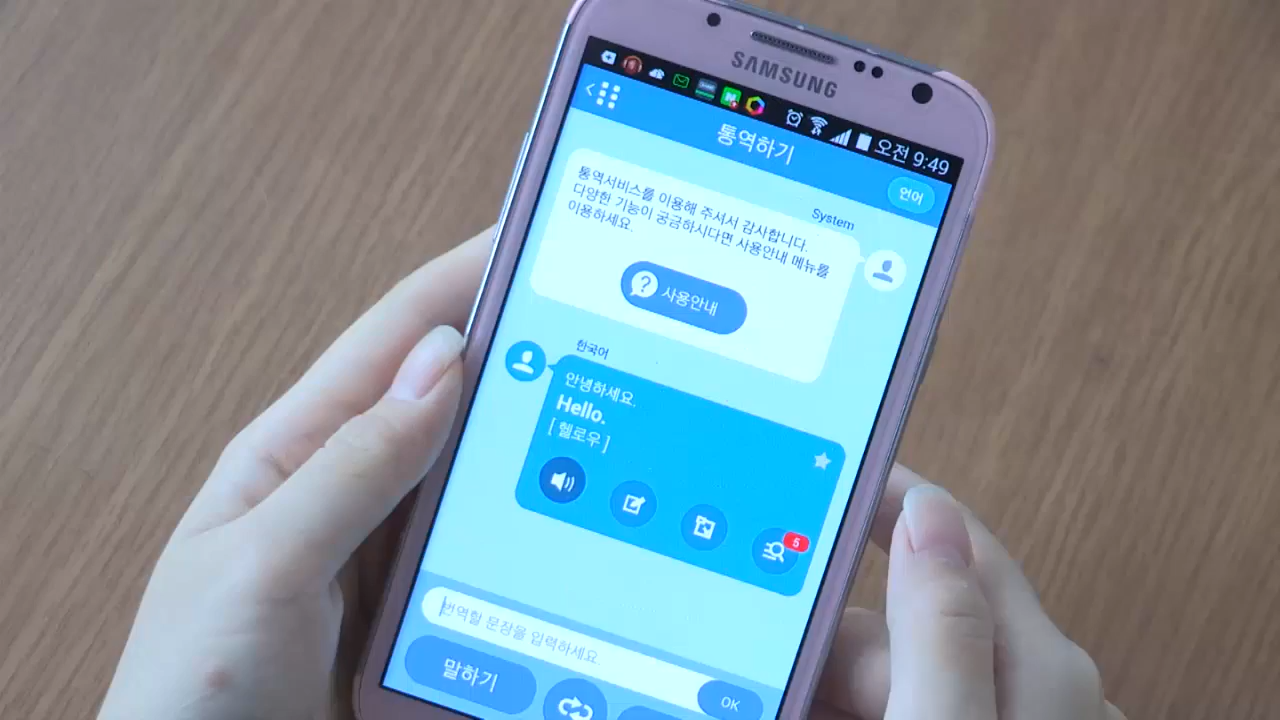 SAMSUNG
오전 9:49
통역하기
언어
System
통역서비스를 이용해 주셔서 감사합니다.
다양한 기능이 궁금하시다면 사용안내 메뉴를
이용하세요.
? 사용안내
한국어
안녕하세요.
Hello.
[ 헬로우 ]
5
번역할 문장을 입력하세요.
OK
말하기